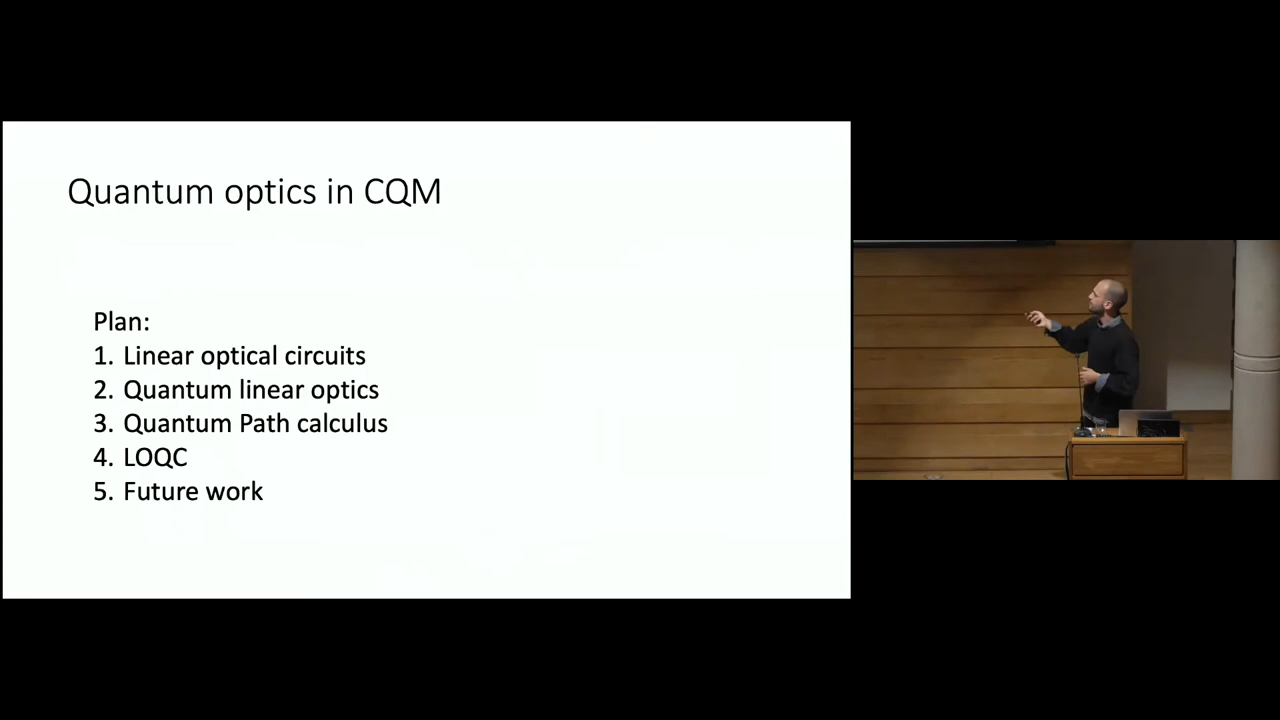 Quantum optics in CQM
Plan:
1. Linear optical circuits
2. Quantum linear optics
3. Quantum Path calculus
4. LOQC
5. Future work